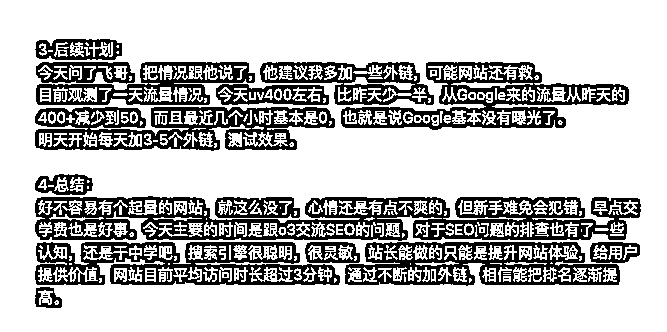 3-后续计划：
今天问了飞哥，把情况跟他说了，他建议我多加一些外链，可能网站还有救。
目前观测了一天流量情况，今天uv400左右，比昨天少一半，从Google来的流量从昨天的
400+减少到50，而且最近几个小时基本是0，也就是说Google基本没有曝光了。
明天开始每天加3-5个外链，测试效果。
4-总结：
好不容易有个起量的网站，就这么没了，心情还是有点不爽的，但新手难免会犯错，早点交
学费也是好事。今天主要的时间是跟o3交流SEO的问题，对于SEO问题的排查也有了一些
认知，还是干中学吧，搜索引擎很聪明，很灵敏，站长能做的只能是提升网站体验，给用户
提供价值，网站目前平均访问时长超过3分钟，通过不断的加外链，相信能把排名逐渐提
高。